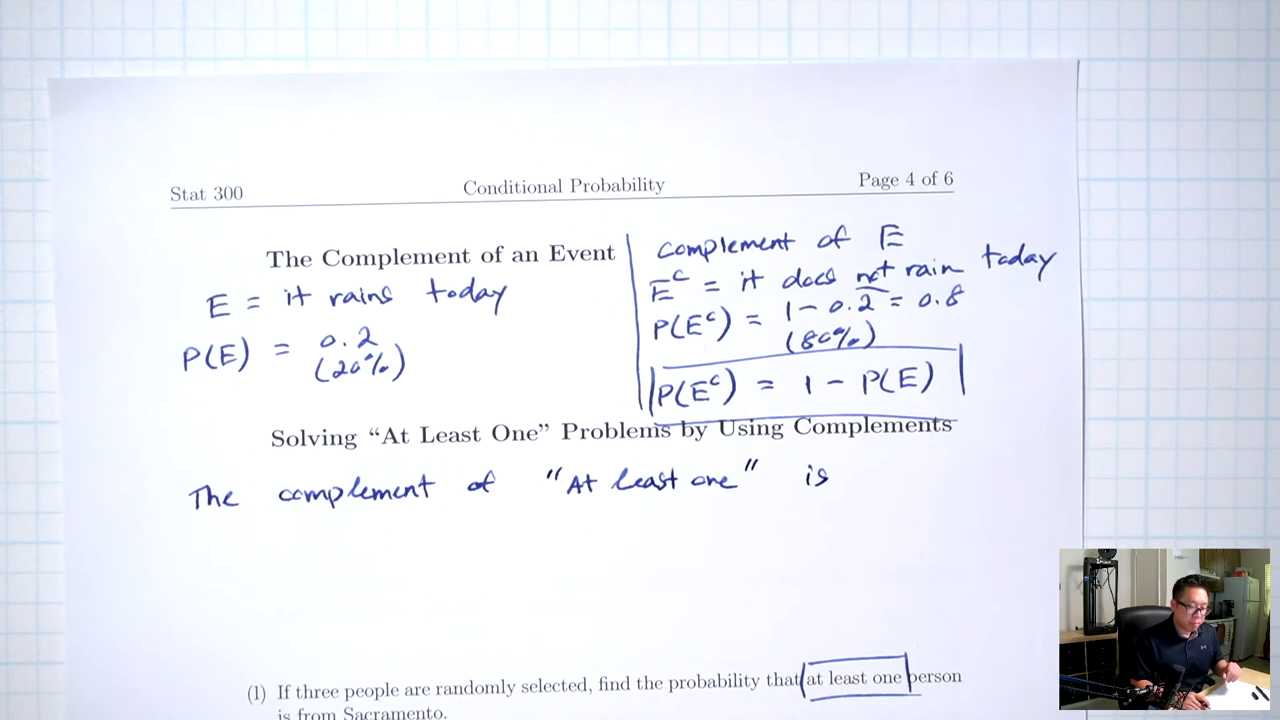 Stat 300 Conditional Probability Page 4 of 6
The Complement of an Event
E = it rains today
P(E) = 0.2
(20%)
complement of E
Eᶜ = it does not rain today
P(Eᶜ) = 1 - 0.2 = 0.8
(80%)
P(Eᶜ) = 1 - P(E)
Solving “At Least One” Problems by Using Complements
The complement of "At least one" is
(l) If three people are randomly selected, find the probability that at least one person
is from Sacramento.